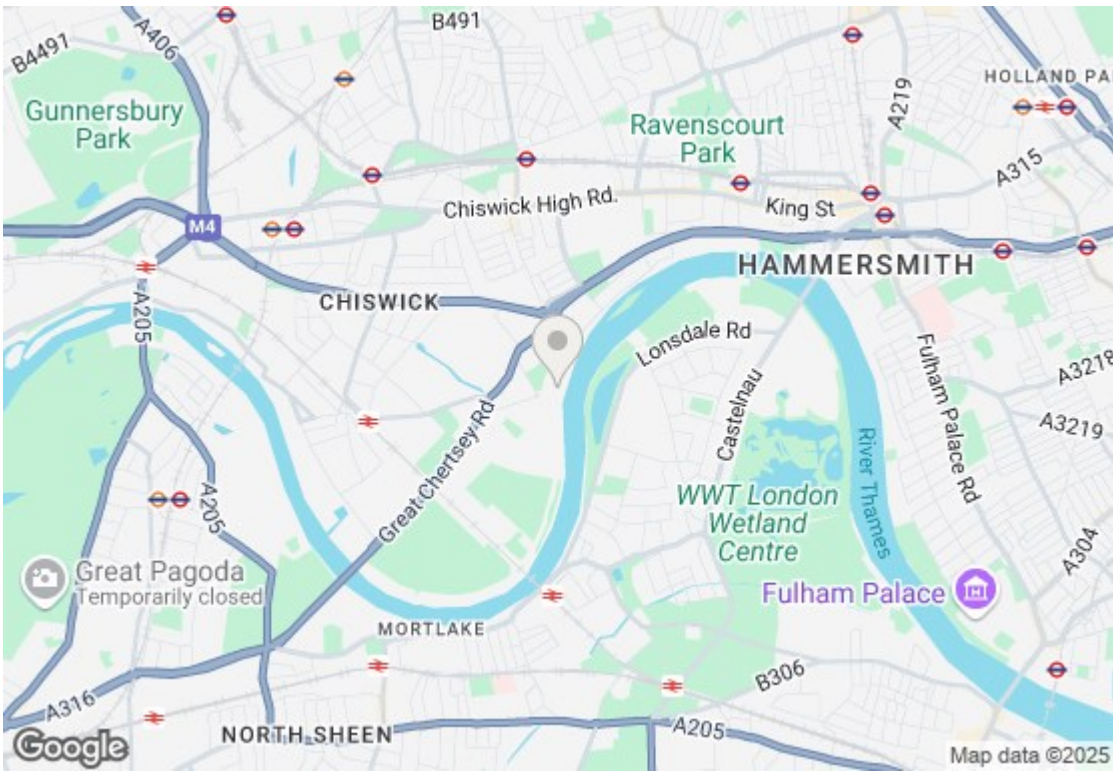 B491
B4491
A406
HOLLAND PA
Gunnersbury
Park
Ravenscourt
Park
A219
A315
Chiswick High Rd.
King St
M4
HAMMERSMITH
CHISWICK
A205
Lonsdale Rd
Fulham Palace Rd
A3218
A3219
Castelnau
Great Chertsey Rd
River Thames
A205
WWT London
Wetland
Centre
A304
Great Pagoda
Temporarily closed
Fulham Palace
MORTLAKE
B306
A316
NORTH SHEEN
A205
Google
Map data ©2025